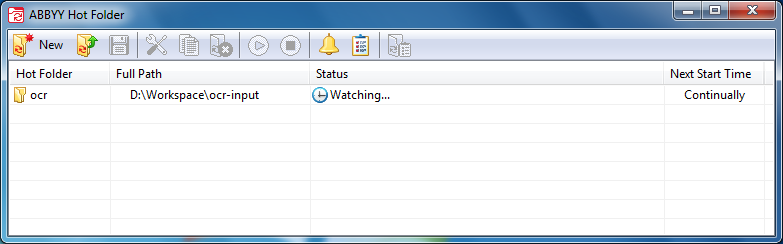 ABBYY Hot Folder
New
Hot Folder Full Path Status Next Start Time
ocr D:\Workspace\ocr-input Watching... Continually